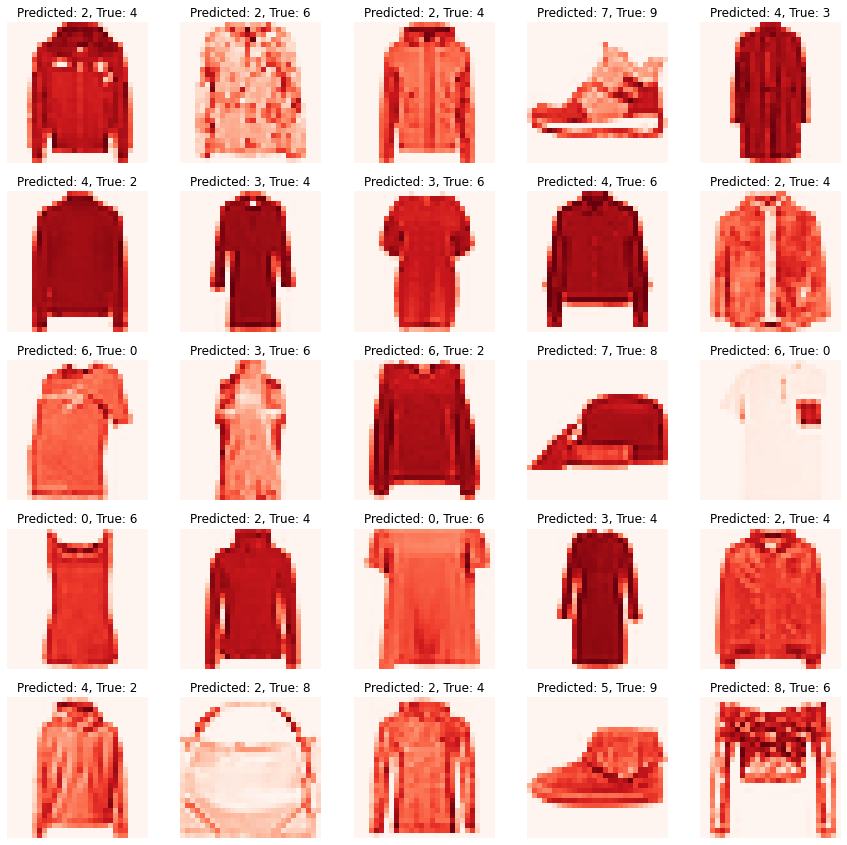 Predicted: 2, True: 4
Predicted: 2, True: 6
Predicted: 2, True: 4
Predicted: 7, True: 9
Predicted: 4, True: 3
Predicted: 4, True: 2
Predicted: 3, True: 4
Predicted: 3, True: 6
Predicted: 4, True: 6
Predicted: 2, True: 4
Predicted: 6, True: 0
Predicted: 3, True: 6
Predicted: 6, True: 2
Predicted: 7, True: 8
Predicted: 6, True: 0
Predicted: 0, True: 6
Predicted: 2, True: 4
Predicted: 0, True: 6
Predicted: 3, True: 4
Predicted: 2, True: 4
Predicted: 4, True: 2
Predicted: 2, True: 8
Predicted: 2, True: 4
Predicted: 5, True: 9
Predicted: 8, True: 6